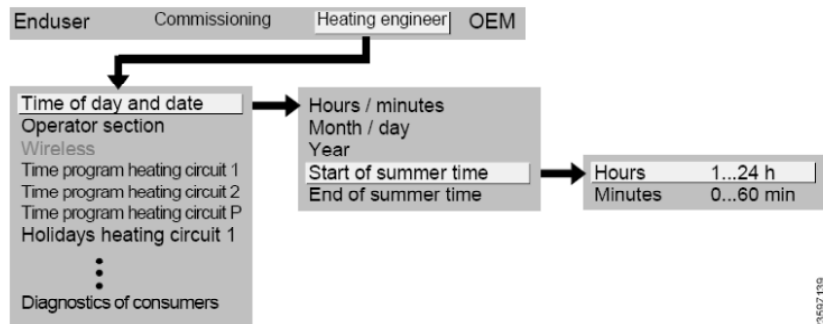 Enduser Commissioning Heating engineer OEM
Time of day and date
Operator section
Wireless
Time program heating circuit 1
Time program heating circuit 2
Time program heating circuit P
Holidays heating circuit 1
Diagnostics of consumers
Hours / minutes
Month / day
Year
Start of summer time
End of summer time
Hours 1...24 h
Minutes 0...60 min
3597139